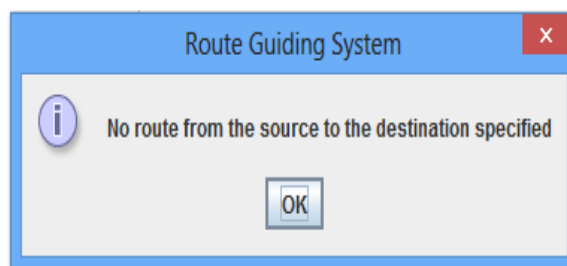 Route Guiding System
x
i
No route from the source to the destination specified
OK